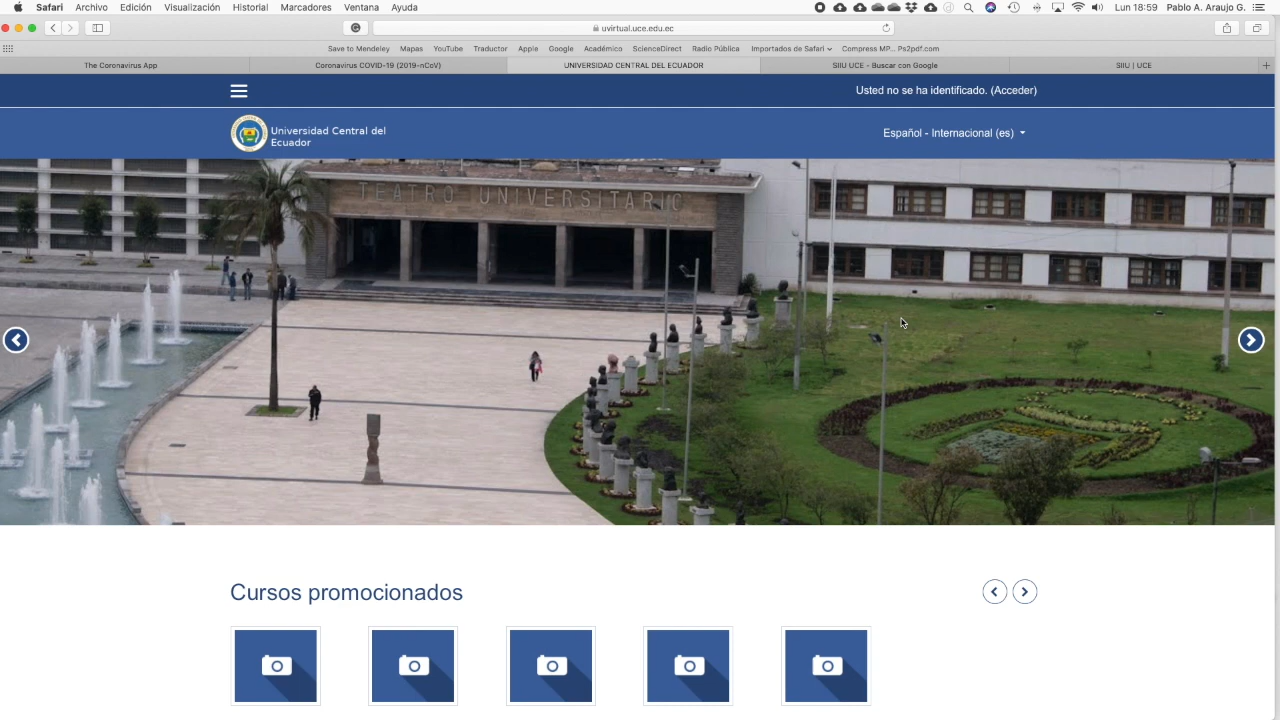 Safari Archivo Edición Visualización Historial Marcadores Ventana Ayuda Lun 18:59 Pablo A. Araujo G.
uvirtual.uce.edu.ec
Save to Mendeley Mapas YouTube Traductor Apple Google Académico ScienceDirect Radio Pública Importados de Safari Compress MP... Ps2pdf.com
The Coronavirus App Coronavirus COVID-19 (2019-nCoV) UNIVERSIDAD CENTRAL DEL ECUADOR SIIU UCE - Buscar con Google SIIU | UCE
Usted no se ha identificado. (Acceder)
Universidad Central del
Ecuador
Español - Internacional (es)
TEATRO UNIVERSITARIO
Cursos promocionados